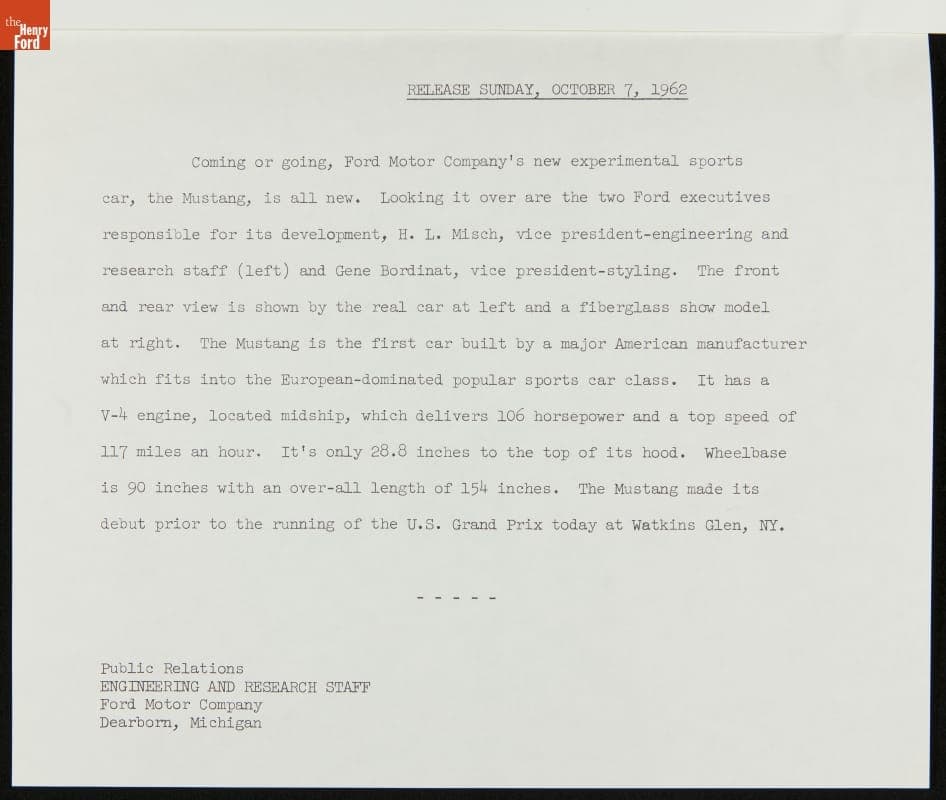 the
Henry
Ford
RELEASE SUNDAY, OCTOBER 7, 1962
Coming or going, Ford Motor Company's new experimental sports
car, the Mustang, is all new. Looking it over are the two Ford executives
responsible for its development, H. L. Misch, vice president-engineering and
research staff (left) and Gene Bordinat, vice president-styling. The front
and rear view is shown by the real car at left and a fiberglass show model
at right. The Mustang is the first car built by a major American manufacturer
which fits into the European-dominated popular sports car class. It has a
V-4 engine, located midship, which delivers 106 horsepower and a top speed of
117 miles an hour. It's only 28.8 inches to the top of its hood. Wheelbase
is 90 inches with an over-all length of 154 inches. The Mustang made its
debut prior to the running of the U.S. Grand Prix today at Watkins Glen, NY.
- - - - -
Public Relations
ENGINEERING AND RESEARCH STAFF
Ford Motor Company
Dearborn, Michigan